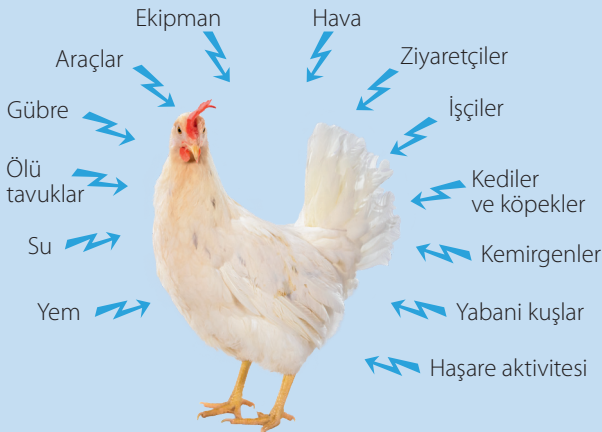 Ekipman
Hava
Araçlar
Ziyaretçiler
Gübre
İşçiler
Ölü
tavuklar
Kediler
ve köpekler
Su
Kemirgenler
Yem
Yabani kuşlar
Haşare aktivitesi